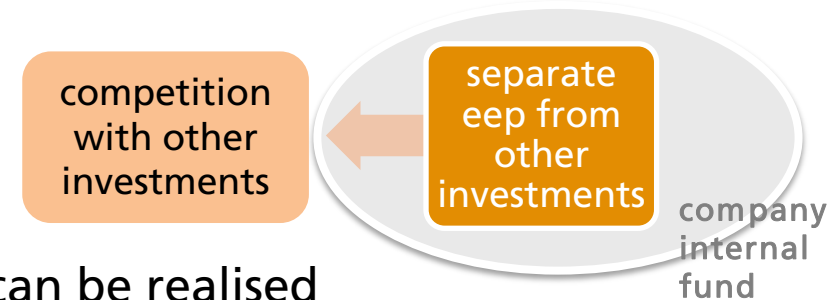 competition
with other
investments
separate
eep from
other
investments
company
internal
fund
can be realised